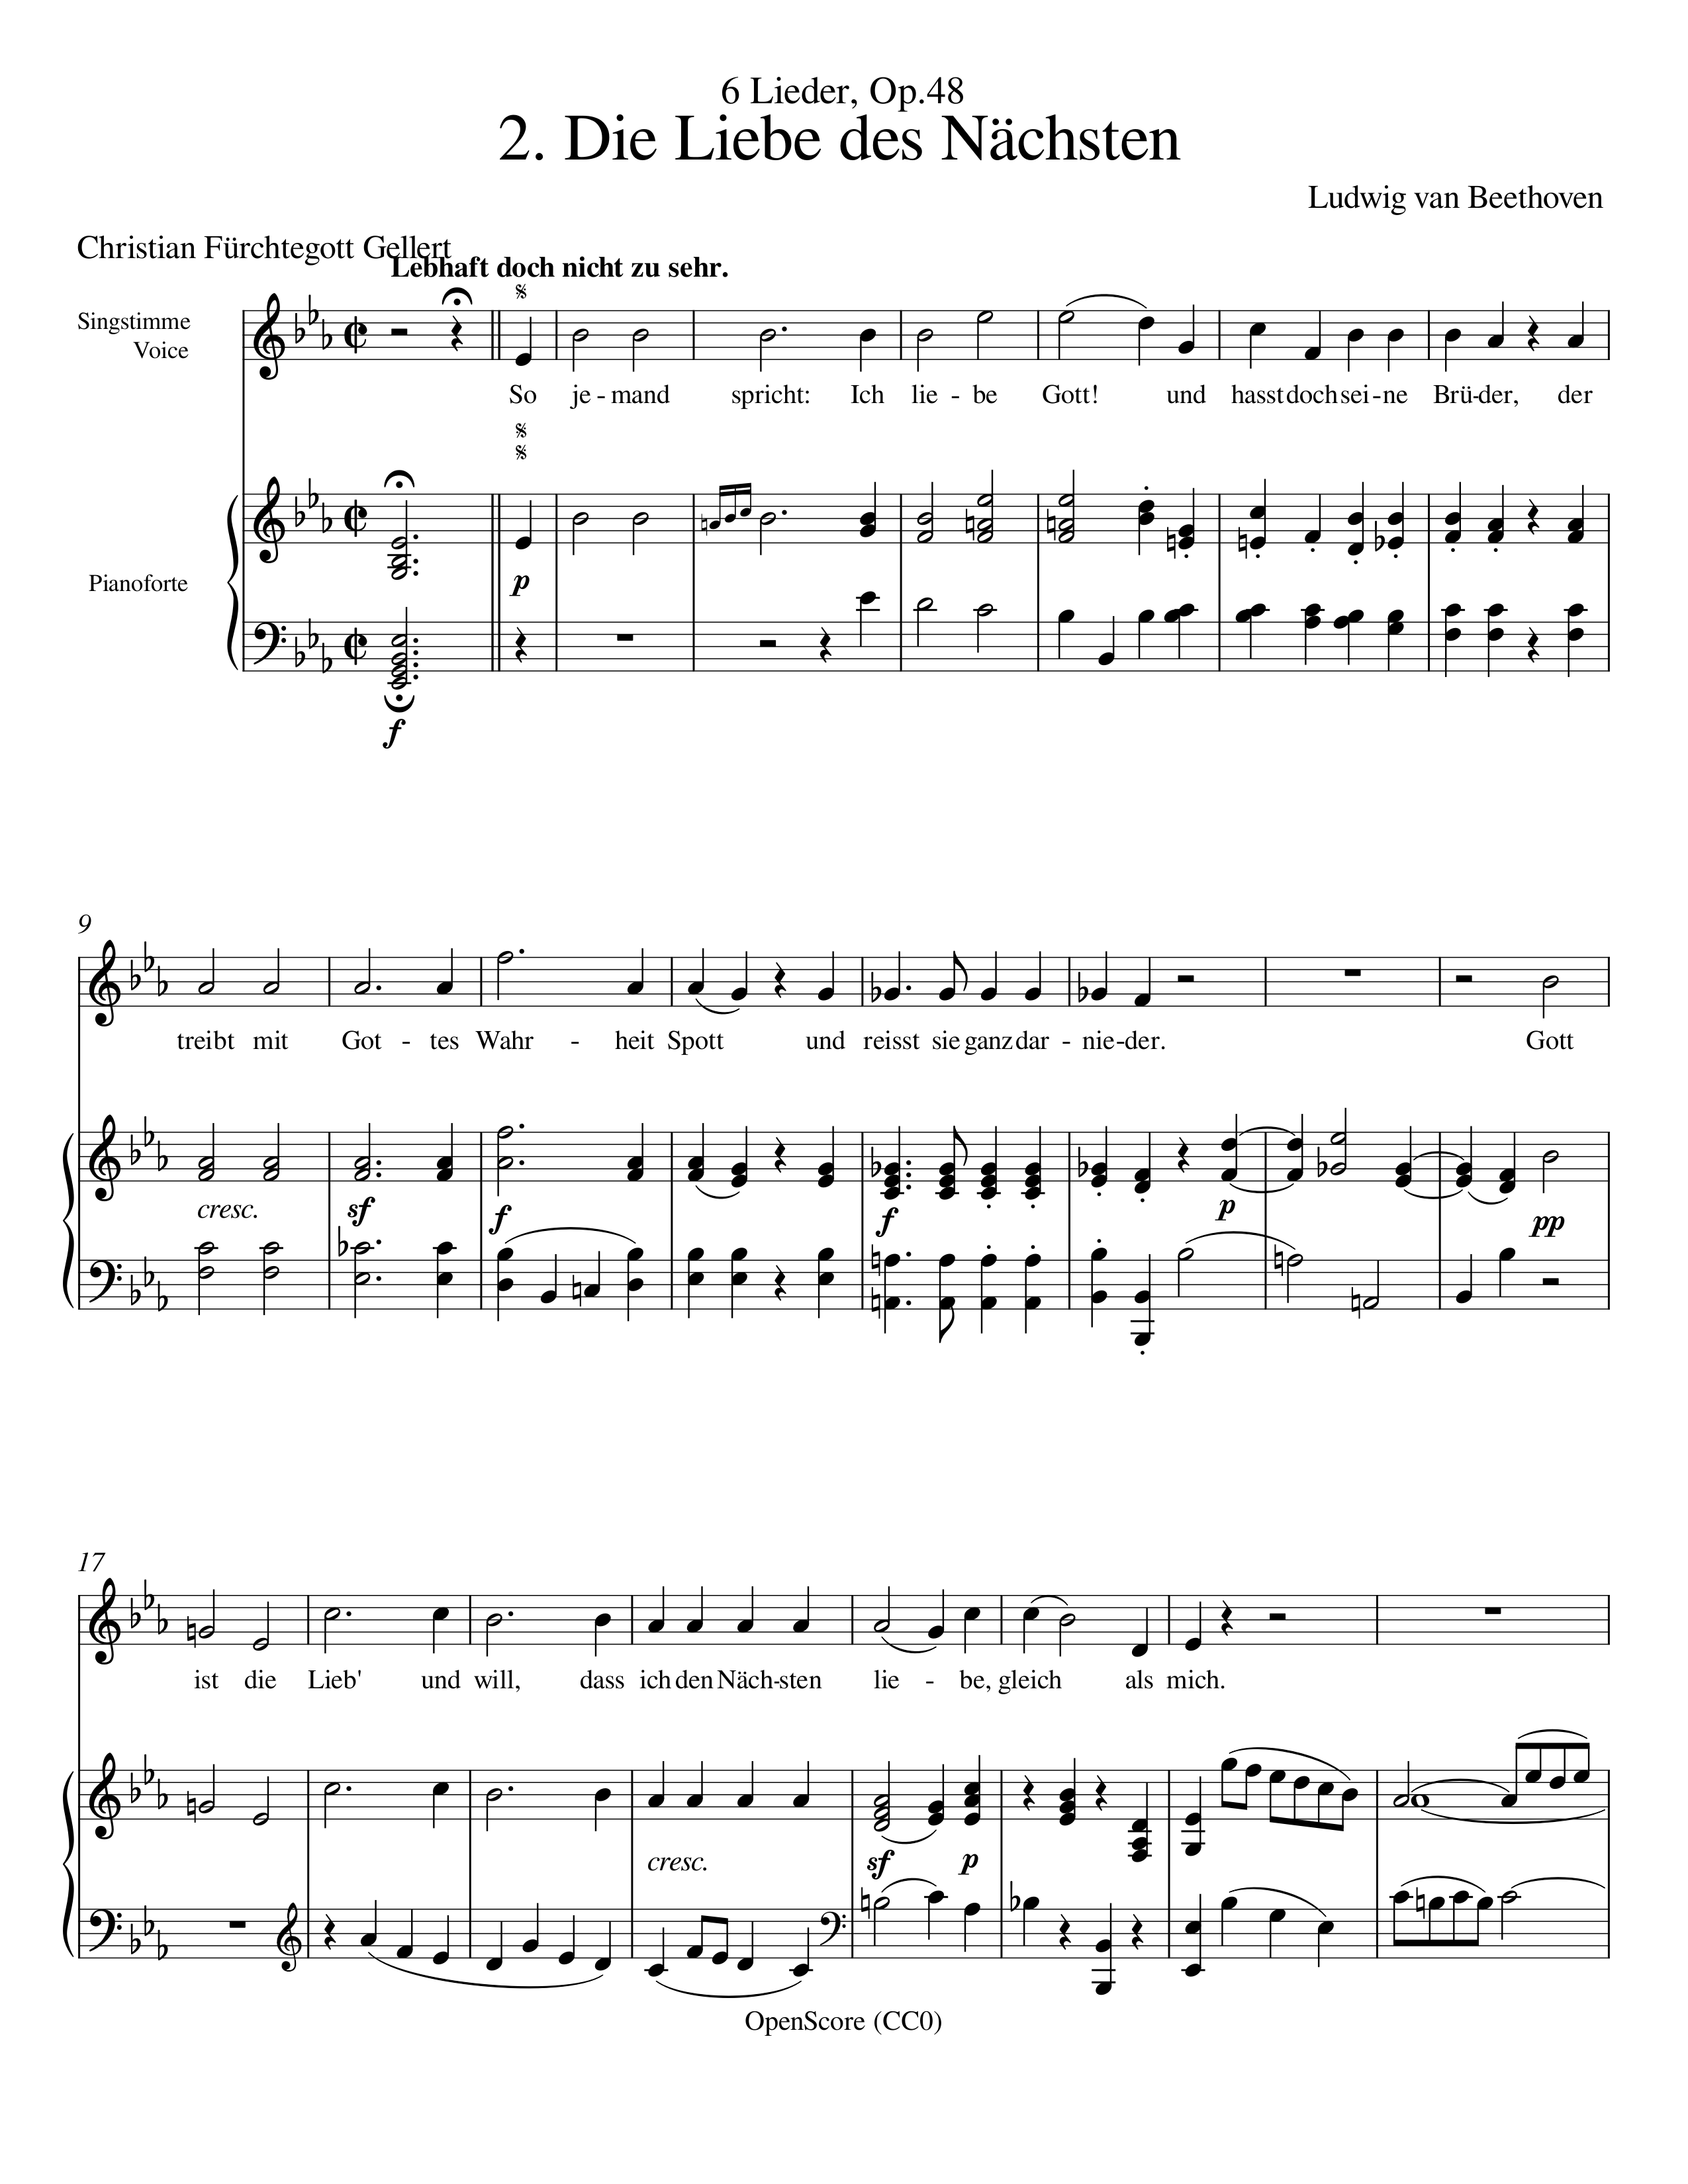 6 Lieder, Op.48
2. Die Liebe des Nächsten
Ludwig van Beethoven
Christian Fürchtegott Gellert
Lebhaft doch nicht zu sehr.
Singstimme
Voice
So je - mand spricht: Ich lie - be Gott! und hasst doch sei - ne Brü - der, der
Pianoforte
p
f
9
treibt mit Got - tes Wahr - heit Spott und reisst sie ganz dar - nie - der. Gott
cresc. sf f f p pp
17
ist die Lieb' und will, dass ich den Näch - sten lie - be, gleich als mich.
cresc. sf p
OpenScore (CC0)